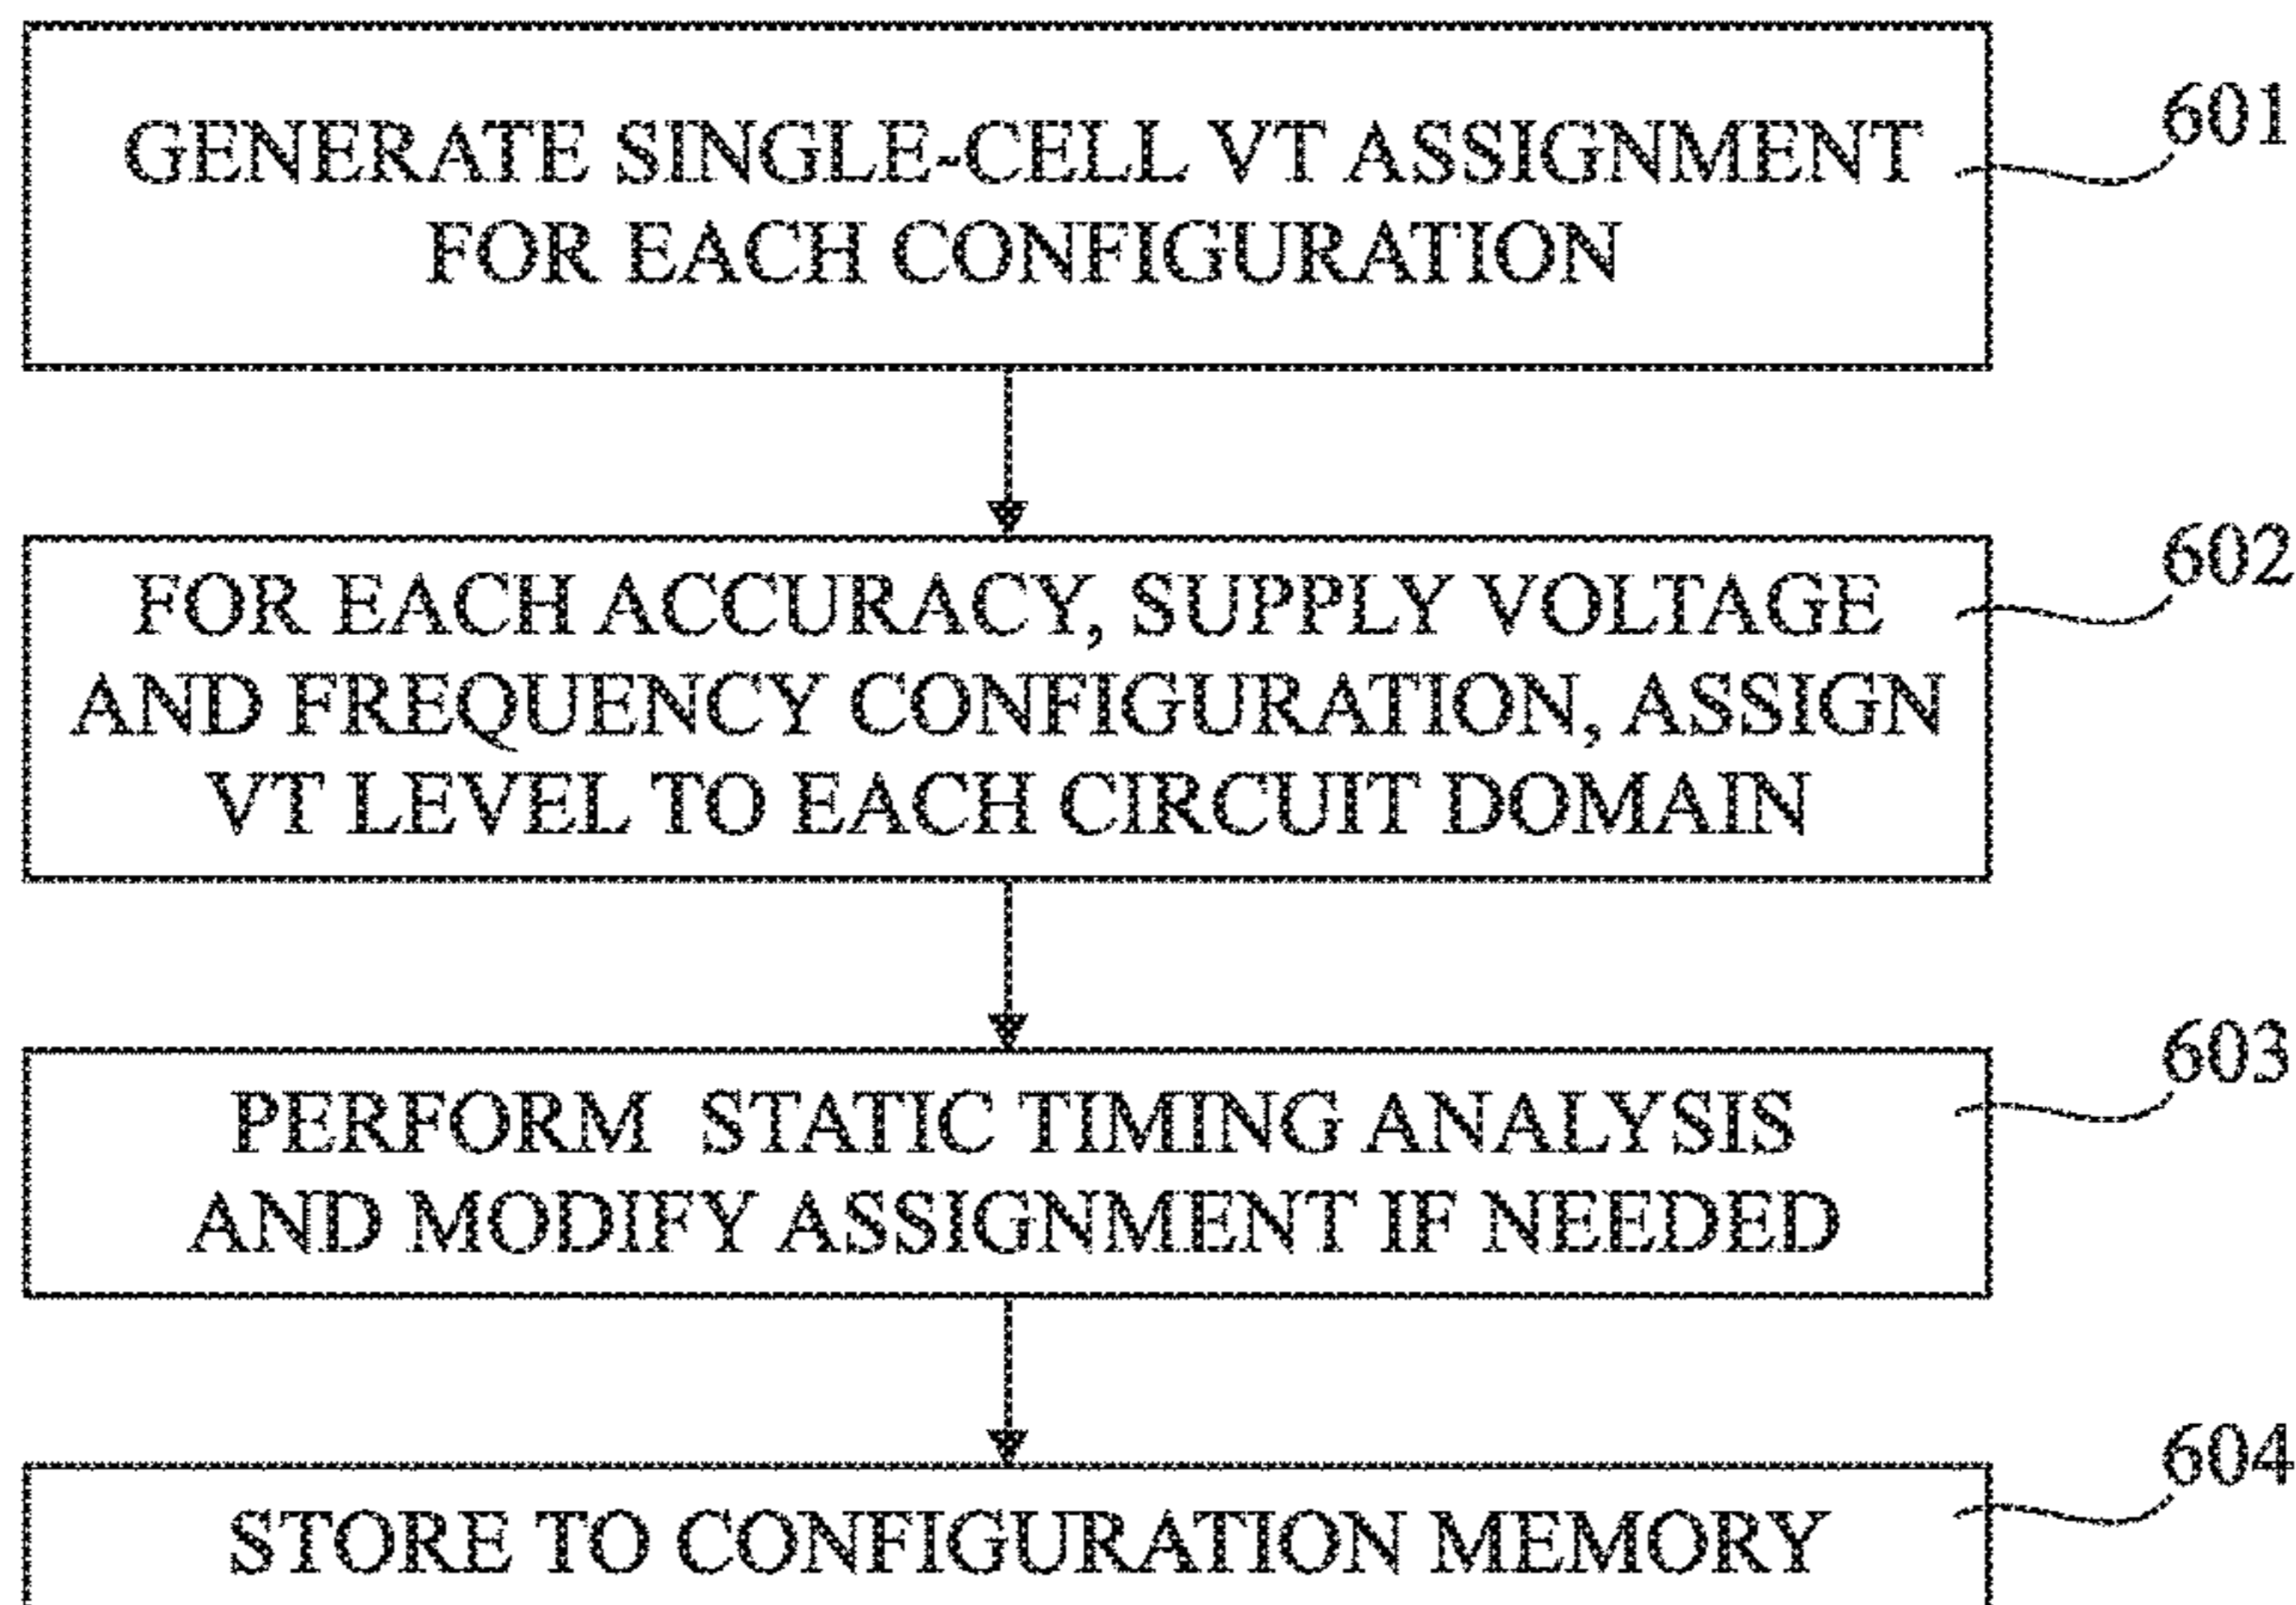 GENERATE SINGLE-CELL VT ASSIGNMENT
FOR EACH CONFIGURATION
601
FOR EACH ACCURACY, SUPPLY VOLTAGE
AND FREQUENCY CONFIGURATION, ASSIGN
VT LEVEL TO EACH CIRCUIT DOMAIN
602
PERFORM STATIC TIMING ANALYSIS
AND MODIFY ASSIGNMENT IF NEEDED
603
STORE TO CONFIGURATION MEMORY
604